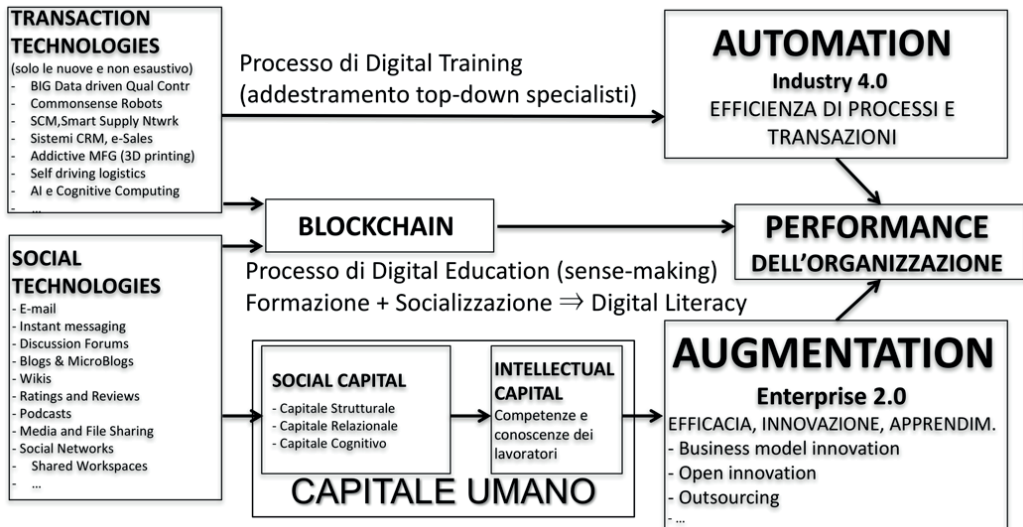 TRANSACTION
TECHNOLOGIES
(solo le nuove e non esaustivo)
- BIG Data driven Qual Contr
- Commonsense Robots
- SCM,Smart Supply Ntwrk
- Sistemi CRM, e-Sales
- Addictive MFG (3D printing)
- Self driving logistics
- AI e Cognitive Computing
- ...
Processo di Digital Training
(addestramento top-down specialisti)
AUTOMATION
Industry 4.0
EFFICIENZA DI PROCESSI E
TRANSAZIONI
BLOCKCHAIN
PERFORMANCE
DELL'ORGANIZZAZIONE
SOCIAL
TECHNOLOGIES
- E-mail
- Instant messaging
- Discussion Forums
- Blogs & MicroBlogs
- Wikis
- Ratings and Reviews
- Podcasts
- Media and File Sharing
- Social Networks
- Shared Workspaces
- ...
Processo di Digital Education (sense-making)
Formazione + Socializzazione ⇒ Digital Literacy
SOCIAL CAPITAL
- Capitale Strutturale
- Capitale Relazionale
- Capitale Cognitivo
INTELLECTUAL
CAPITAL
Competenze e
conoscenze dei
lavoratori
CAPITALE UMANO
AUGMENTATION
Enterprise 2.0
EFFICACIA, INNOVAZIONE, APPRENDIM.
- Business model innovation
- Open innovation
- Outsourcing
- ...